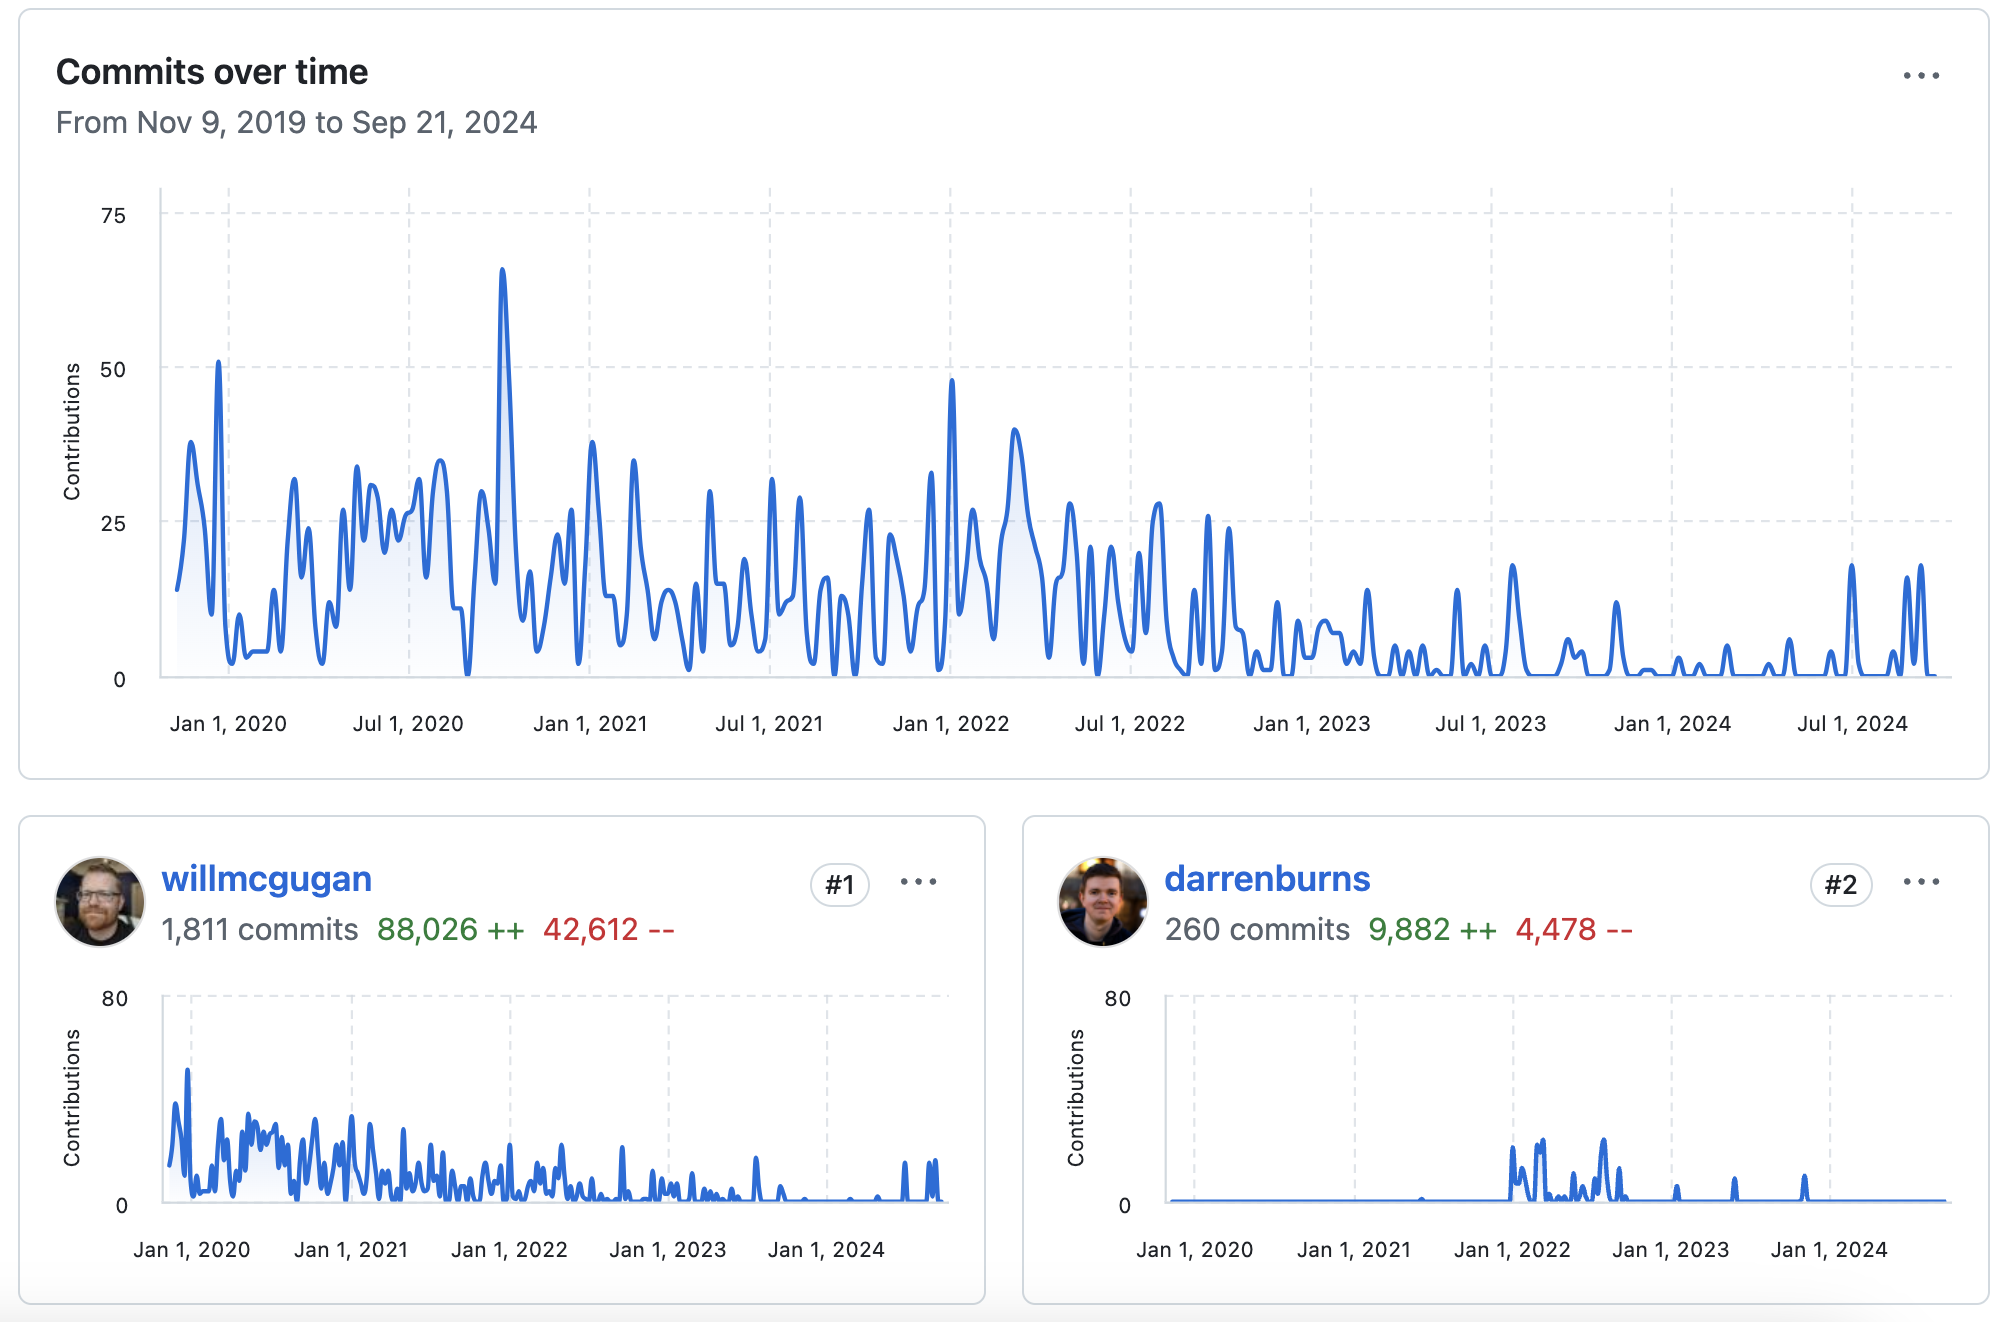 Commits over time
From Nov 9, 2019 to Sep 21, 2024
Contributions
75
50
25
0
Jan 1, 2020 Jul 1, 2020 Jan 1, 2021 Jul 1, 2021 Jan 1, 2022 Jul 1, 2022 Jan 1, 2023 Jul 1, 2023 Jan 1, 2024 Jul 1, 2024
willmcgugan #1
1,811 commits 88,026 ++ 42,612 --
Contributions
80
0
Jan 1, 2020 Jan 1, 2021 Jan 1, 2022 Jan 1, 2023 Jan 1, 2024
darrenburns #2
260 commits 9,882 ++ 4,478 --
Contributions
80
0
Jan 1, 2020 Jan 1, 2021 Jan 1, 2022 Jan 1, 2023 Jan 1, 2024